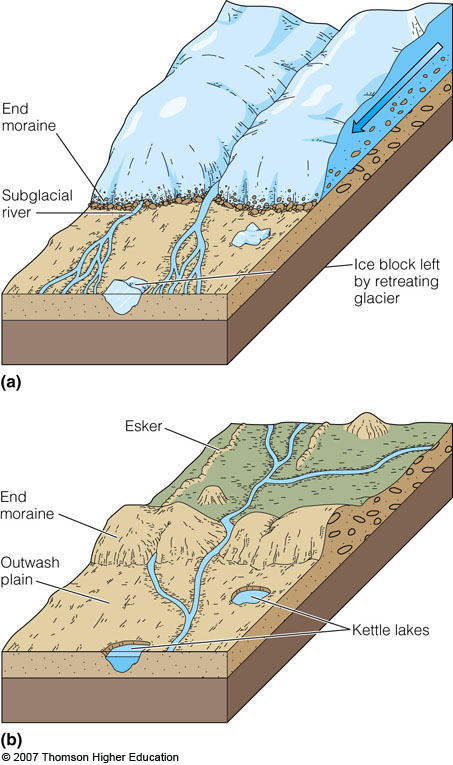 End
moraine
Subglacial
river
Ice block left
by retreating
glacier
(a)
Esker
End
moraine
Outwash
plain
Kettle lakes
(b)
© 2007 Thomson Higher Education